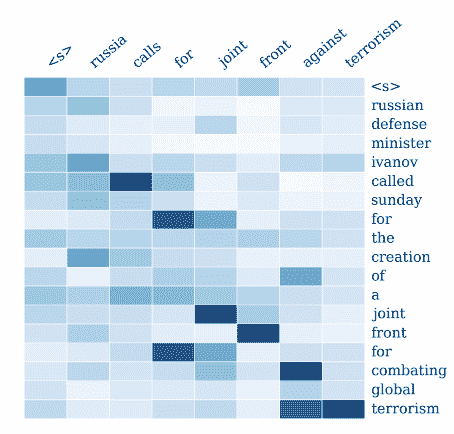 <s> russia calls for joint front against terrorism
<s>
russian
defense
minister
ivanov
called
sunday
for
the
creation
of
a
joint
front
for
combating
global
terrorism